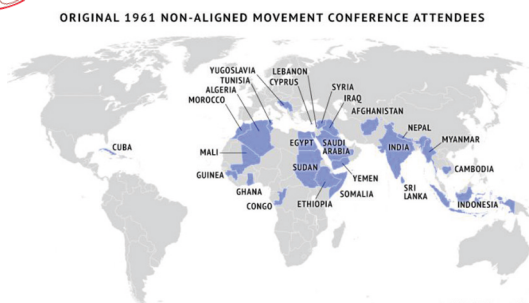 ORIGINAL 1961 NON-ALIGNED MOVEMENT CONFERENCE ATTENDEES
YUGOSLAVIA
LEBANON
TUNISIA
CYPRUS
SYRIA
ALGERIA
IRAQ
MOROCCO
AFGHANISTAN
NEPAL
CUBA
EGYPT
SAUDI
ARABIA
INDIA
MYANMAR
MALI
SUDAN
CAMBODIA
GUINEA
YEMEN
GHANA
SOMALIA
SRI
LANKA
CONGO
ETHIOPIA
INDONESIA